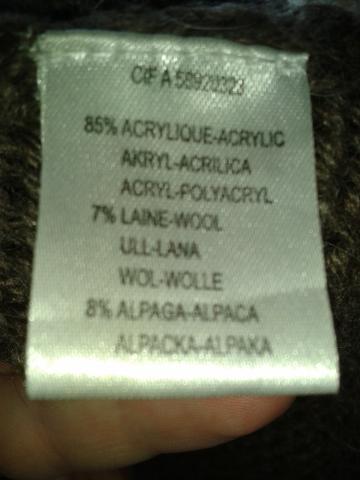 CIF A 58920323
85% ACRYLIQUE-ACRYLIC
AKRYL-ACRILICA
ACRYL-POLYACRYL
7% LAINE-WOOL
ULL-LANA
WOL-WOLLE
8% ALPAGA-ALPACA
ALPACKA-ALPAKA